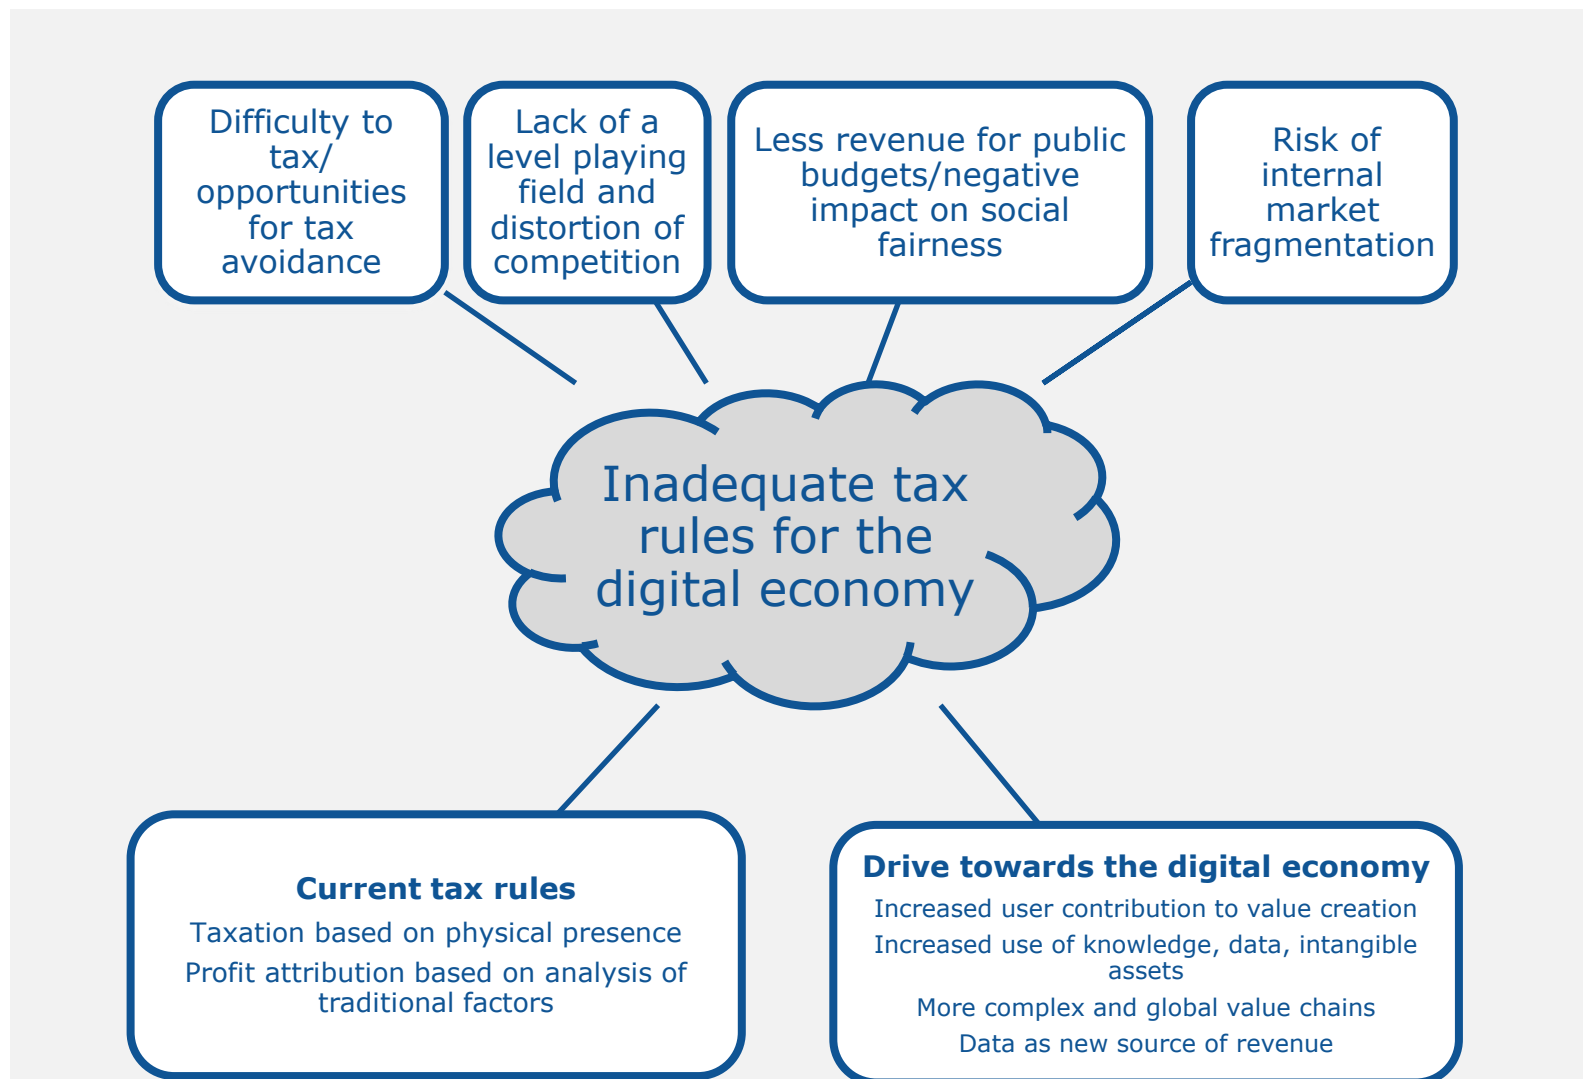 Difficulty to
tax/
opportunities
for tax
avoidance
Lack of a
level playing
field and
distortion of
competition
Less revenue for public
budgets/negative
impact on social
fairness
Risk of
internal
market
fragmentation
Inadequate tax
rules for the
digital economy
Current tax rules
Taxation based on physical presence
Profit attribution based on analysis of
traditional factors
Drive towards the digital economy
Increased user contribution to value creation
Increased use of knowledge, data, intangible
assets
More complex and global value chains
Data as new source of revenue